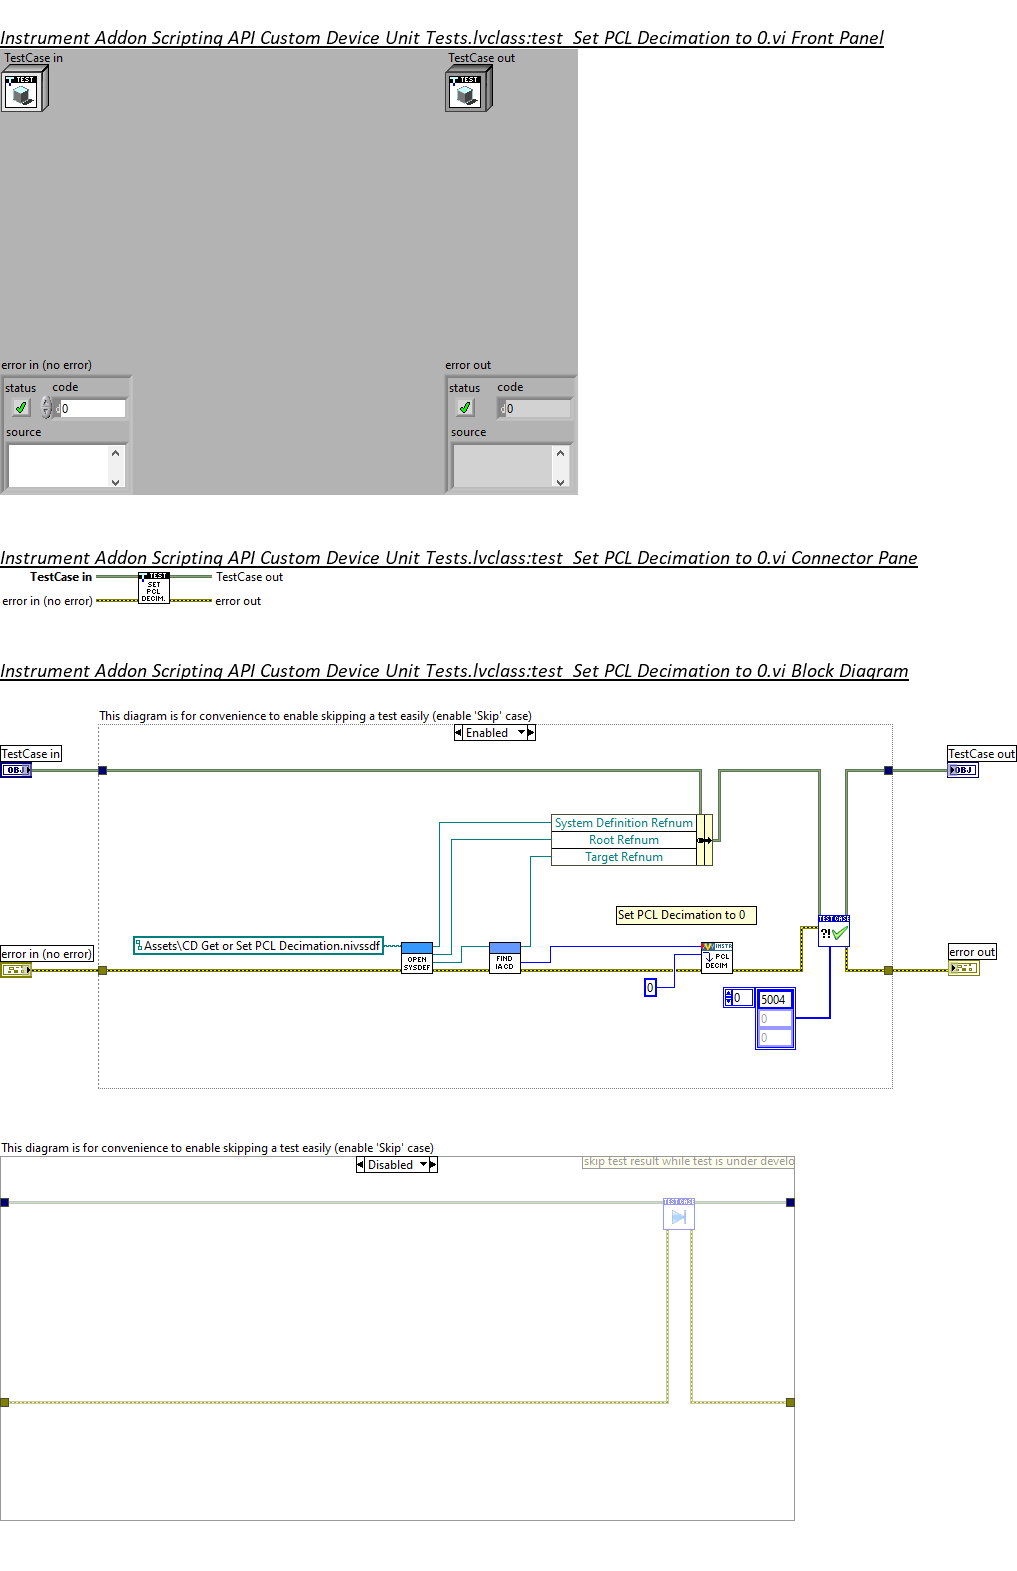 Instrument Addon Scripting API Custom Device Unit Tests.lvclass:test_Set PCL Decimation to 0.vi Front Panel
TestCase in
TestCase out
TEST
TEST
error in (no error)
error out
status code
status code
d 0
d 0
source
source
Instrument Addon Scripting API Custom Device Unit Tests.lvclass:test_Set PCL Decimation to 0.vi Connector Pane
TestCase in
TEST
SET
PCL
DECIM.
TestCase out
error in (no error)
error out
Instrument Addon Scripting API Custom Device Unit Tests.lvclass:test_Set PCL Decimation to 0.vi Block Diagram
This diagram is for convenience to enable skipping a test easily (enable 'Skip' case)
Enabled
TestCase in
OBJ
TestCase out
OBJ
System Definition Refnum
Root Refnum
Target Refnum
Set PCL Decimation to 0
TESTCASE
?!
error in (no error)
Assets\CD Get or Set PCL Decimation.nivssdf
OPEN
SYSDEF
FIND
IA CD
INSTR
PCL
DECIM
error out
0
0
5004
0
0
This diagram is for convenience to enable skipping a test easily (enable 'Skip' case)
Disabled
skip test result while test is under develo
TESTCASE